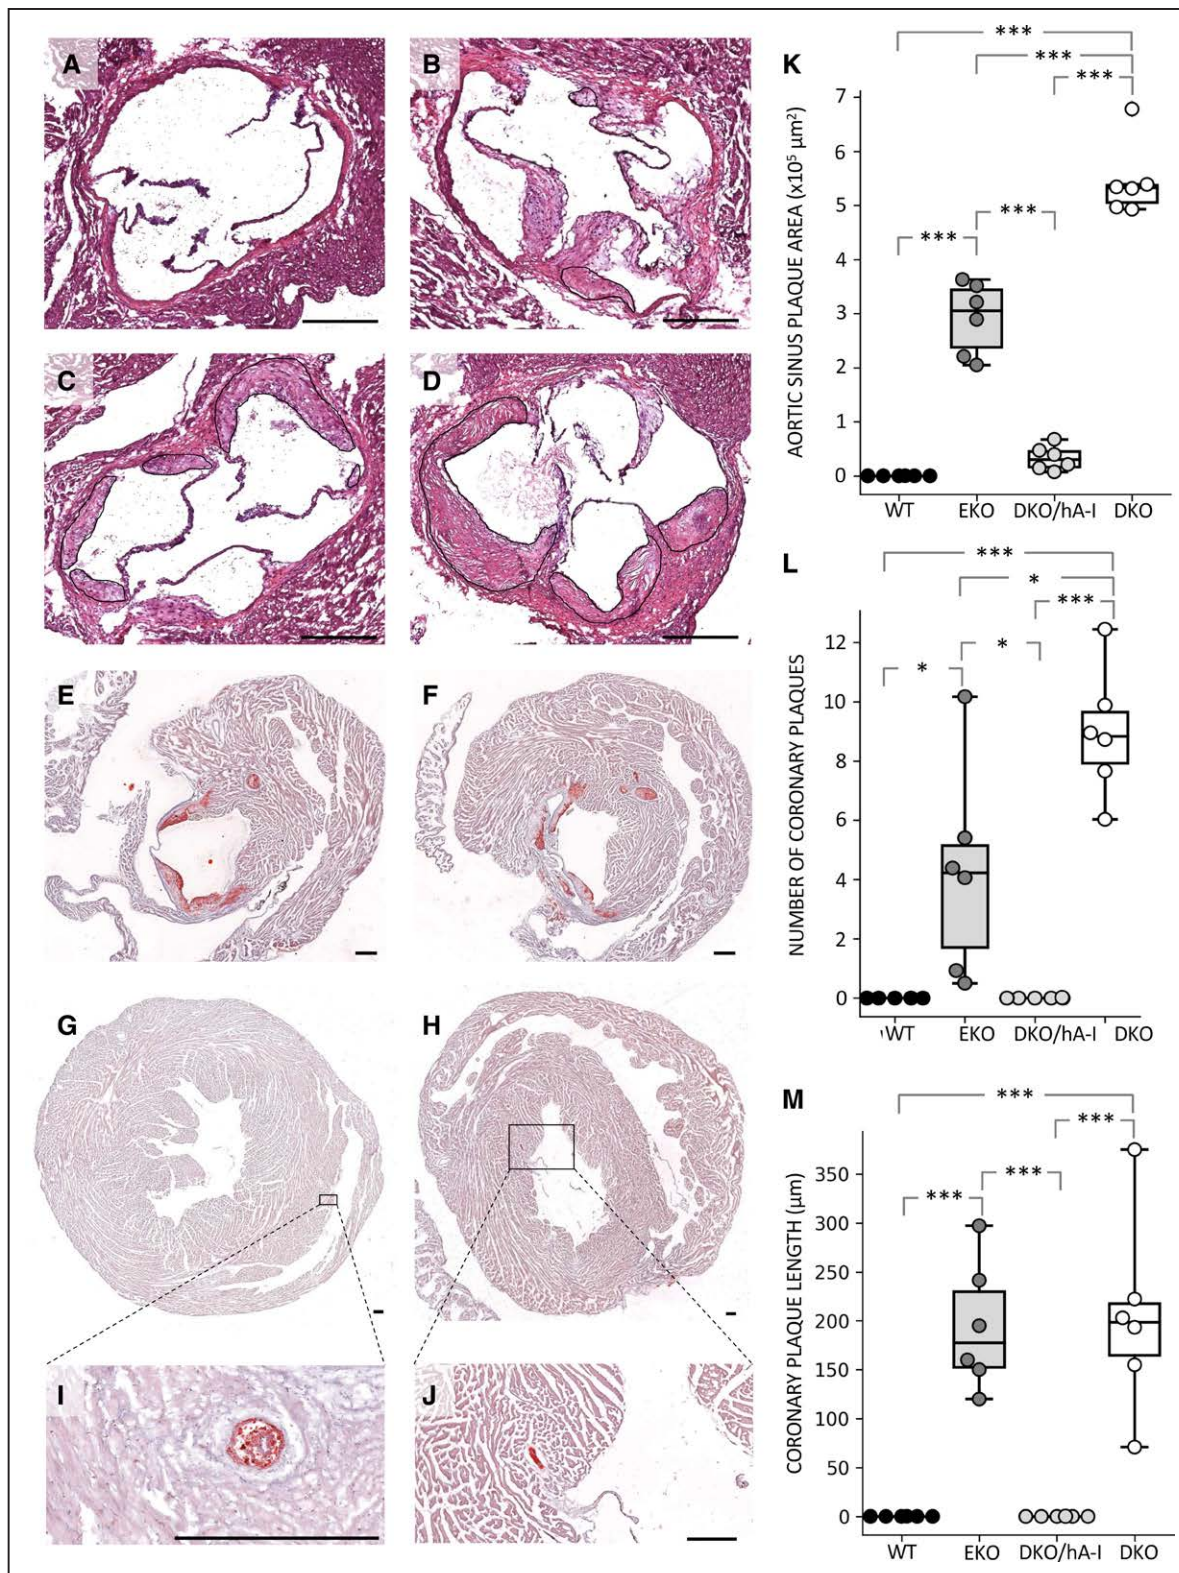 A
B
C
D
E
F
G
H
I
J
K
***
***
***
***
***
AORTIC SINUS PLAQUE AREA (x10⁵ µm²)
7
6
5
4
3
2
1
0
WT
EKO
DKO/hA-I
DKO
L
***
*
***
*
*
NUMBER OF CORONARY PLAQUES
12
10
8
6
4
2
0
WT
EKO
DKO/hA-I
DKO
M
***
***
***
***
CORONARY PLAQUE LENGTH (µm)
350
300
250
200
150
100
50
0
WT
EKO
DKO/hA-I
DKO